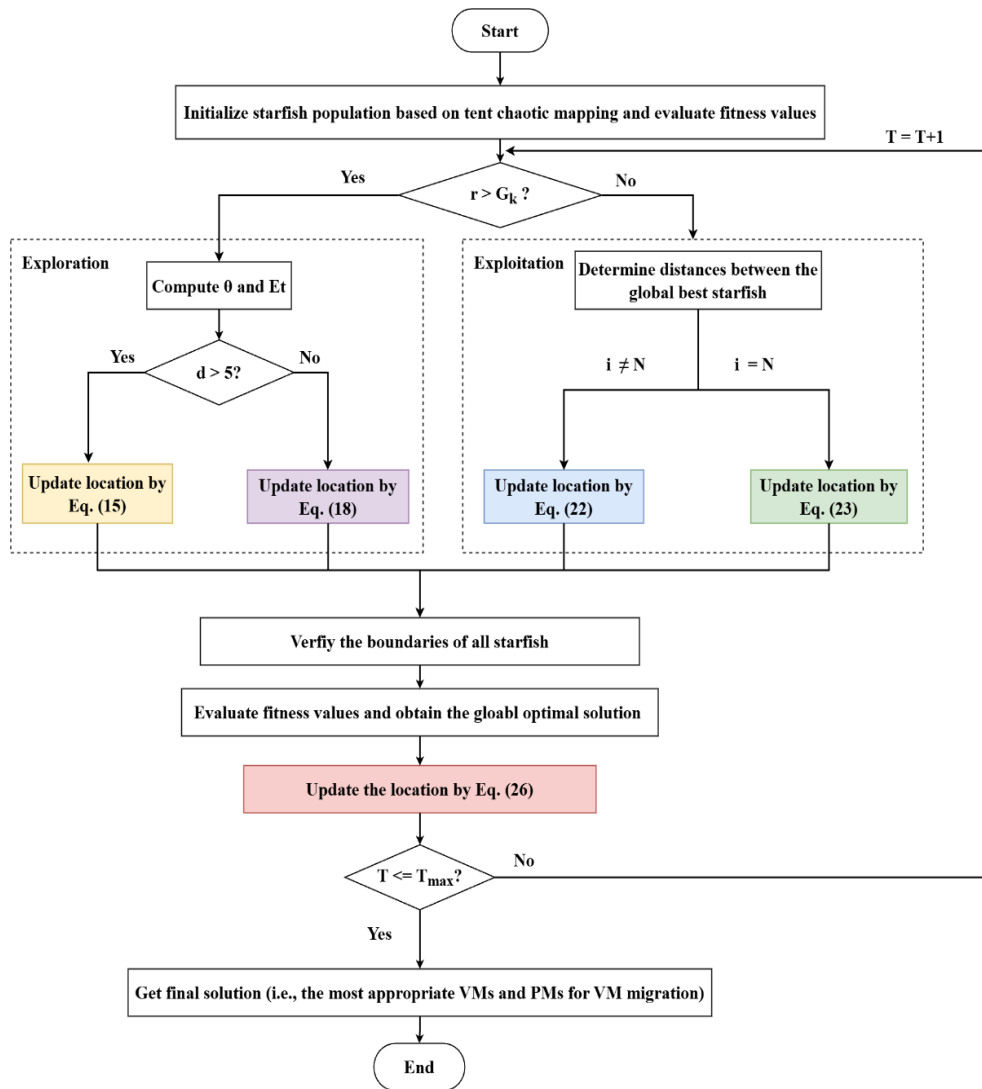 Start
Initialize starfish population based on tent chaotic mapping and evaluate fitness values
T = T+1
Yes
r > Gk ?
No
Exploration
Compute θ and Et
Yes
d > 5?
No
Update location by
Eq. (15)
Update location by
Eq. (18)
Exploitation
Determine distances between the
global best starfish
i ≠ N
i = N
Update location by
Eq. (22)
Update location by
Eq. (23)
Verfiy the boundaries of all starfish
Evaluate fitness values and obtain the gloabl optimal solution
Update the location by Eq. (26)
T <= Tmax?
No
Yes
Get final solution (i.e., the most appropriate VMs and PMs for VM migration)
End